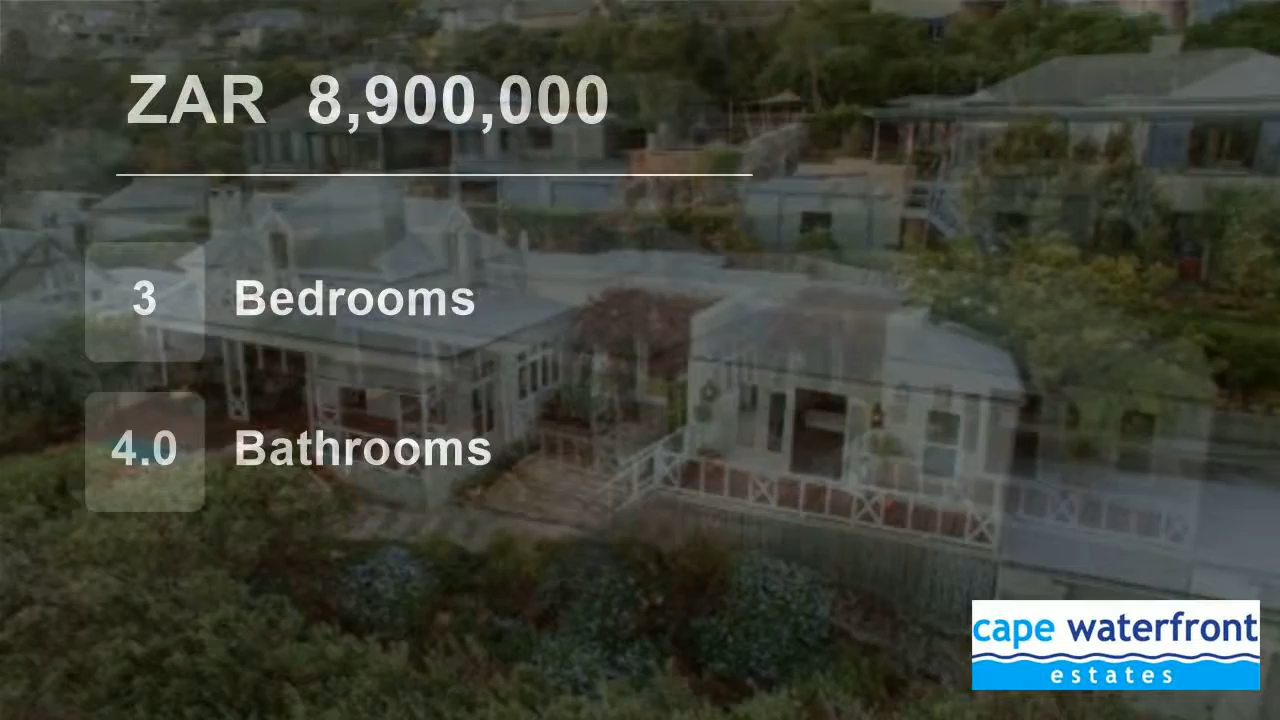 ZAR 8,900,000
3 Bedrooms
4.0 Bathrooms
cape waterfront
estates